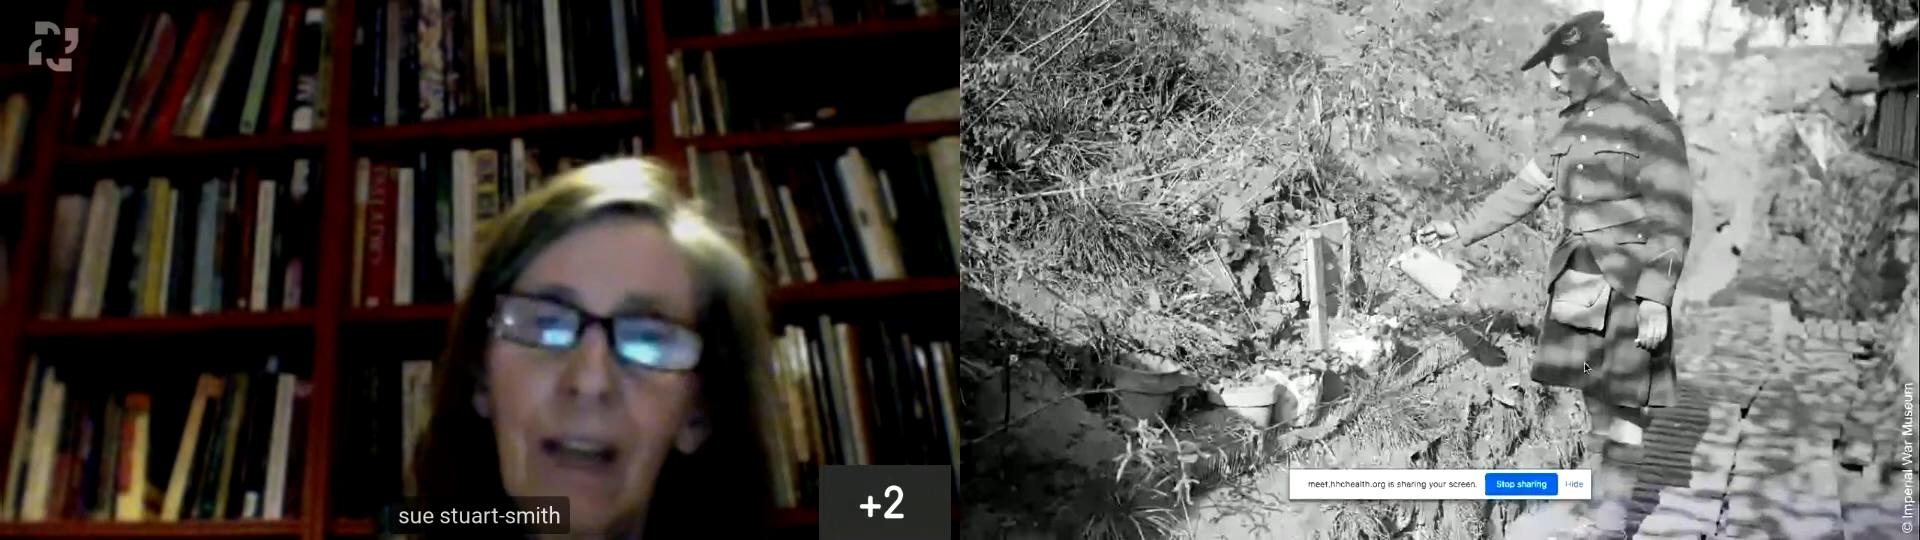 sue stuart-smith
+2
meet.hhchealth.org is sharing your screen.
Stop sharing
Hide
© Imperial War Museum